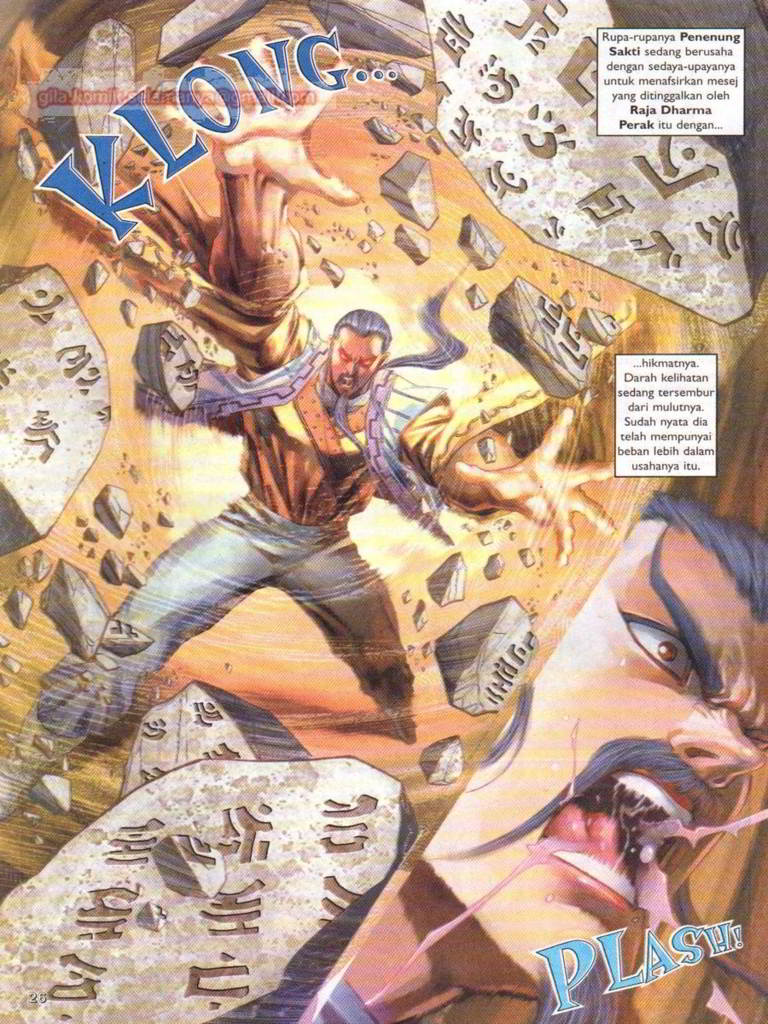 KLONG...
Rupa-rupanya Penenung
Sakti sedang berusaha
dengan sedaya-upayanya
untuk menafsirkan mesej
yang ditinggalkan oleh
Raja Dharma
Perak itu dengan...
...hikmatnya.
Darah kelihatan
sedang tersembur
dari mulutnya.
Sudah nyata dia
telah mempunyai
beban lebih dalam
usahanya itu.
PLASH!
26